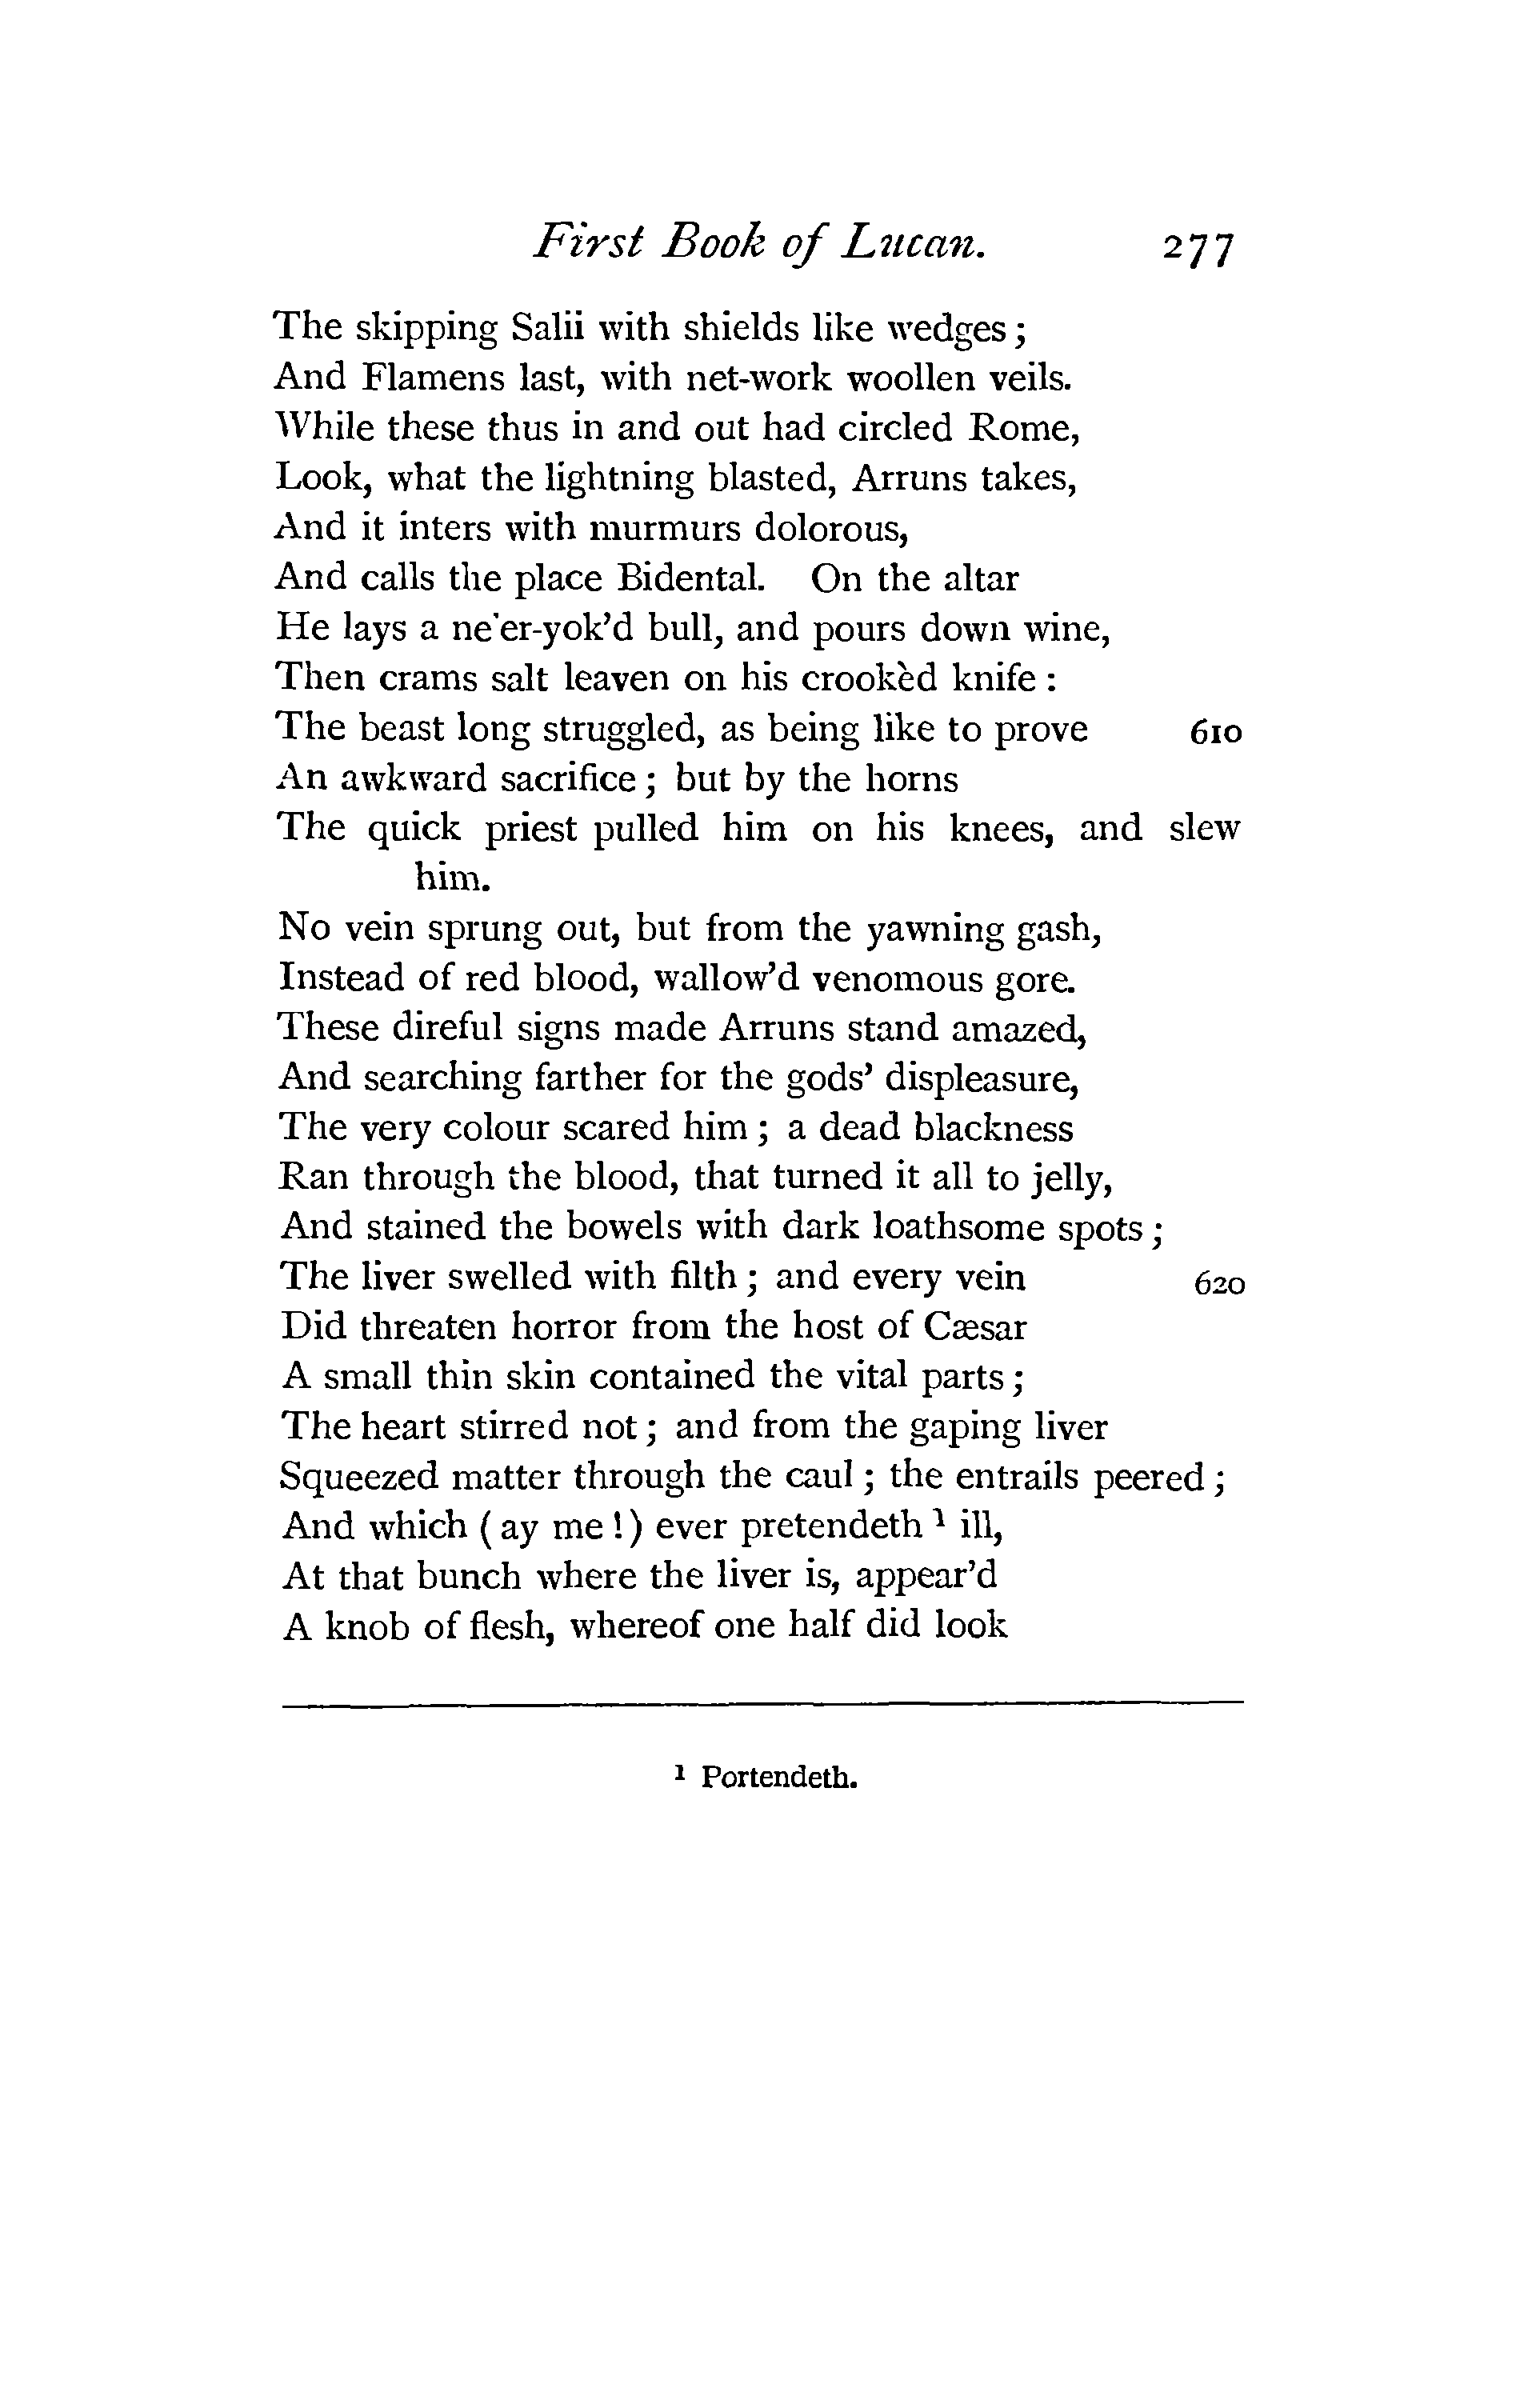 First Book of Lucan. 277
The skipping Salii with shields like wedges;
And Flamens last, with net-work woollen veils.
While these thus in and out had circled Rome,
Look, what the lightning blasted, Arruns takes,
And it inters with murmurs dolorous,
And calls the place Bidental. On the altar
He lays a ne'er-yok'd bull, and pours down wine,
Then crams salt leaven on his crookèd knife:
The beast long struggled, as being like to prove 610
An awkward sacrifice; but by the horns
The quick priest pulled him on his knees, and slew
him.
No vein sprung out, but from the yawning gash,
Instead of red blood, wallow'd venomous gore.
These direful signs made Arruns stand amazed,
And searching farther for the gods' displeasure,
The very colour scared him; a dead blackness
Ran through the blood, that turned it all to jelly,
And stained the bowels with dark loathsome spots;
The liver swelled with filth; and every vein 620
Did threaten horror from the host of Cæsar
A small thin skin contained the vital parts;
The heart stirred not; and from the gaping liver
Squeezed matter through the caul; the entrails peered;
And which (ay me!) ever pretendeth ¹ ill,
At that bunch where the liver is, appear'd
A knob of flesh, whereof one half did look
¹ Portendeth.